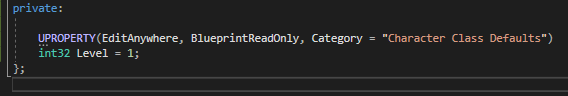 private:
UPROPERTY(EditAnywhere, BlueprintReadOnly, Category = "Character Class Defaults")
int32 Level = 1;
};